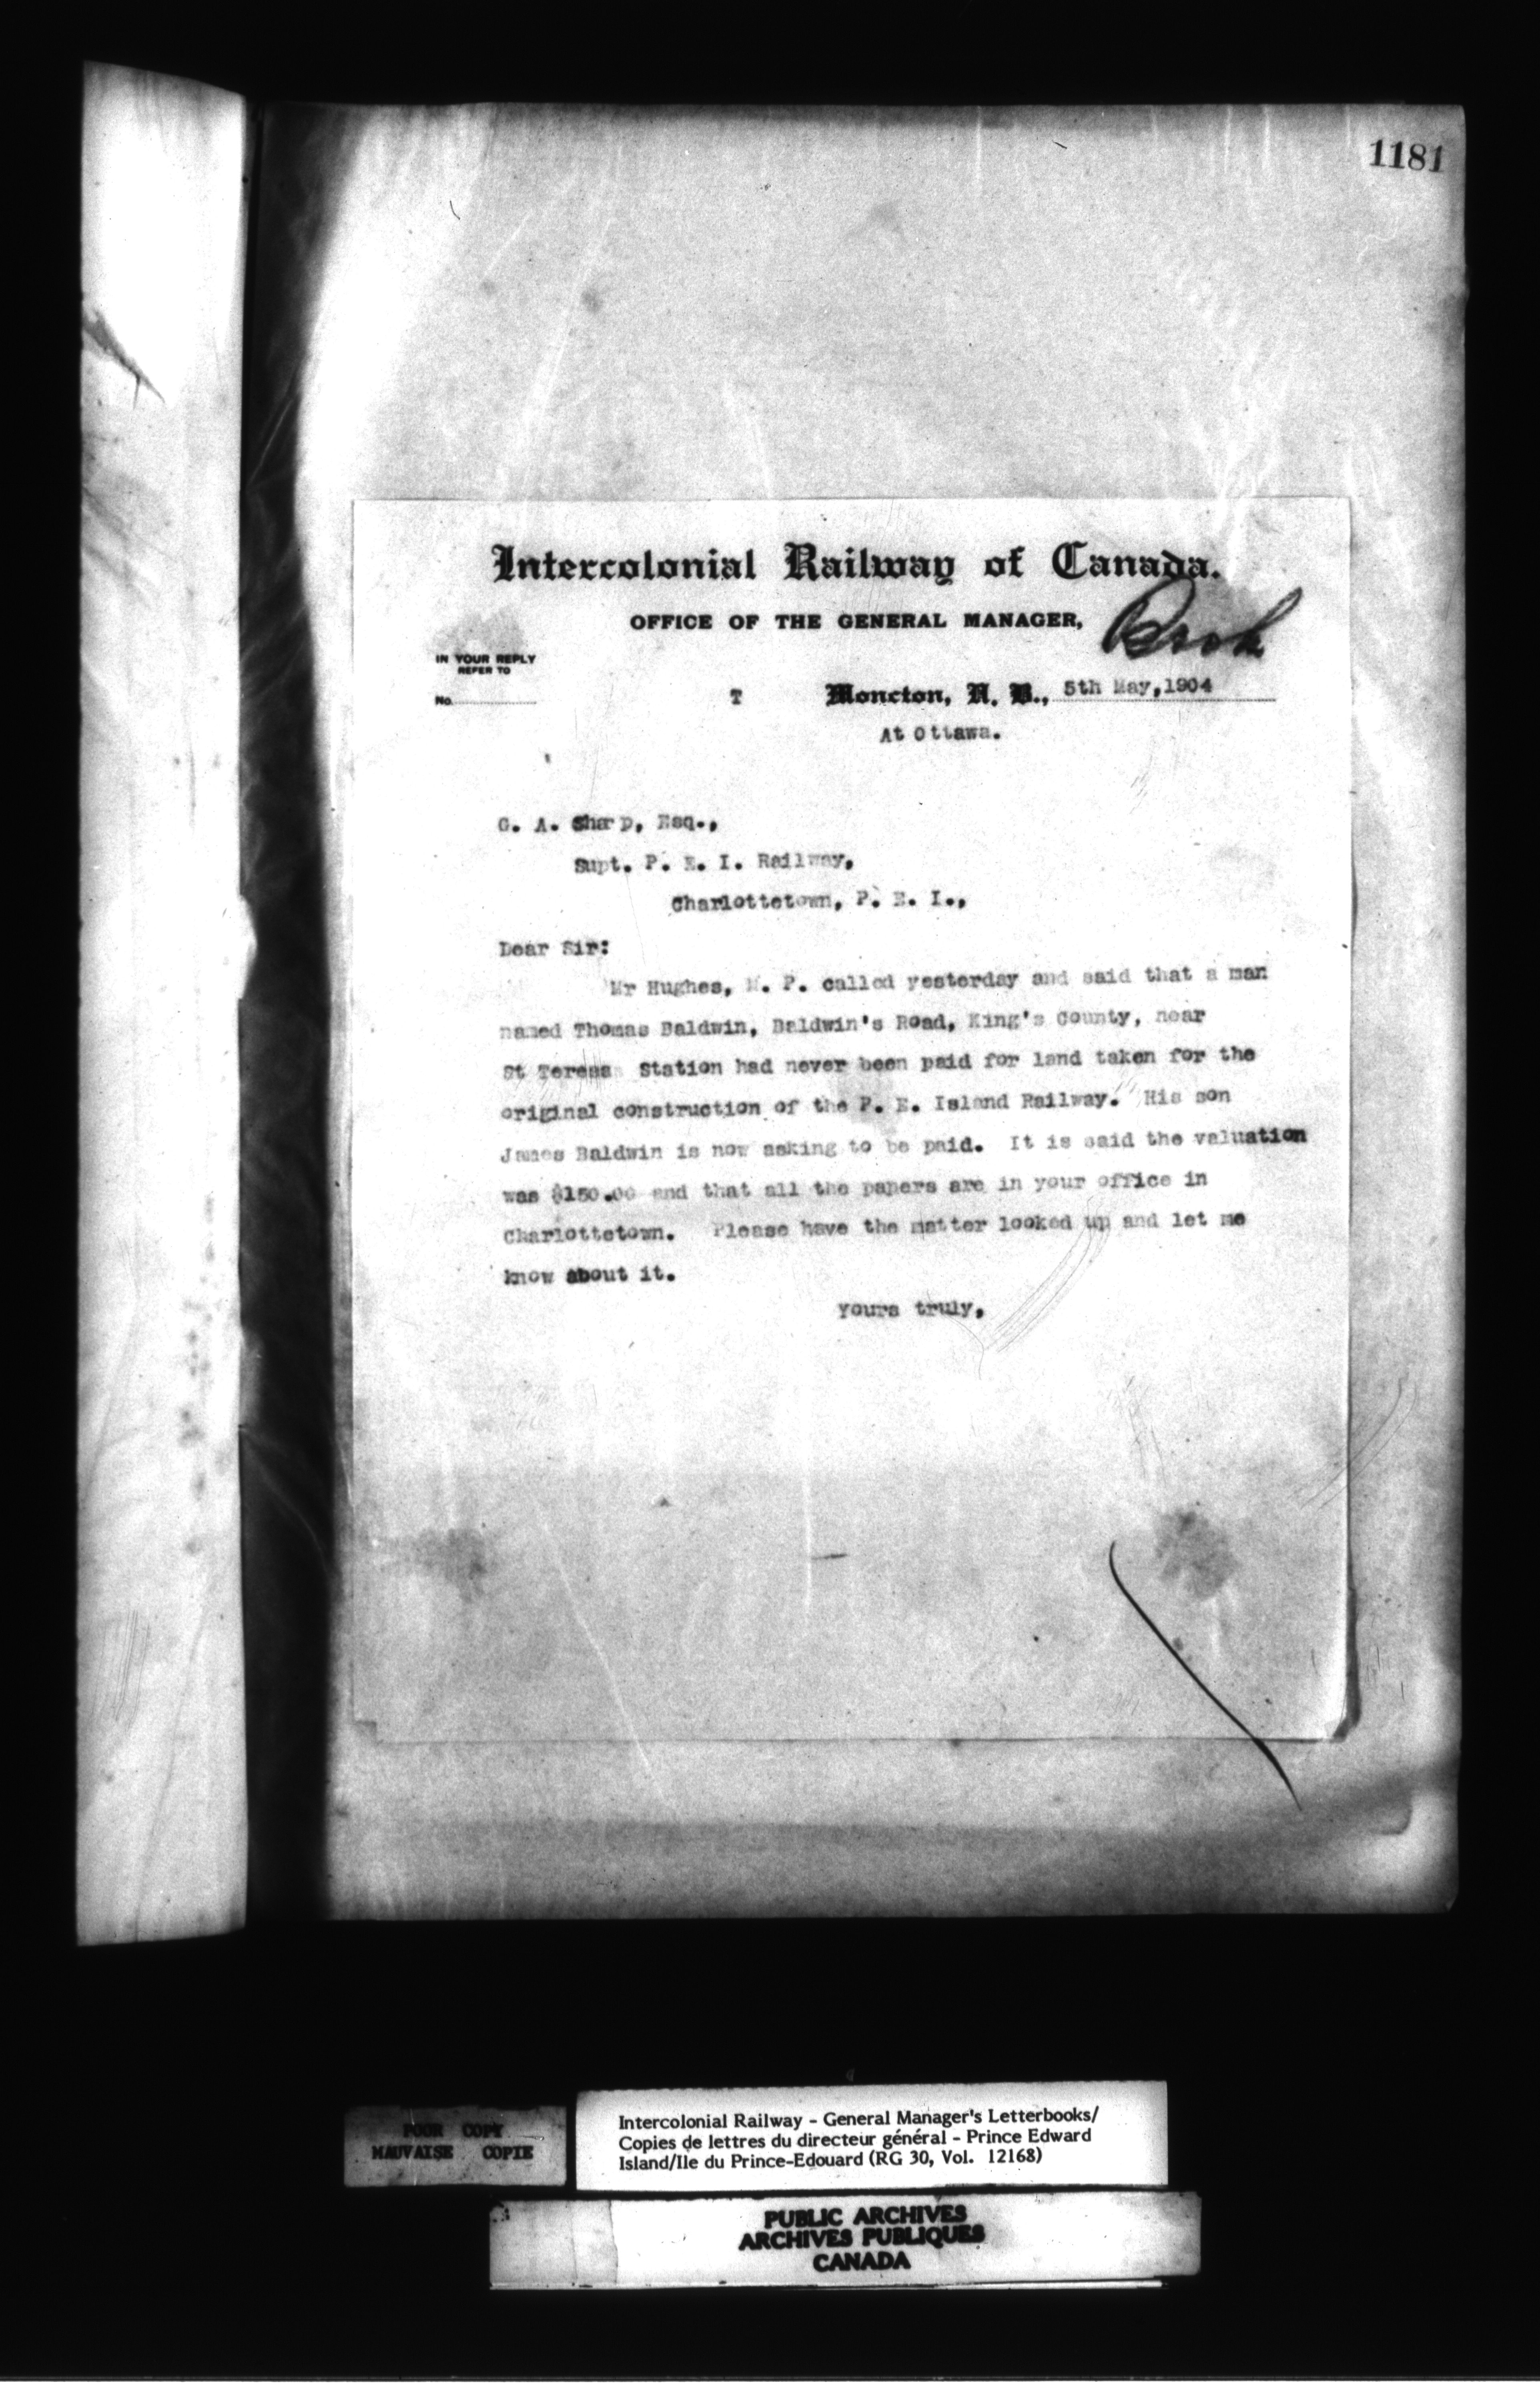 1181
Intercolonial Railway of Canada.
OFFICE OF THE GENERAL MANAGER,
Book
IN YOUR REPLY
REFER TO
No.
T
Moncton, N. B., 5th May, 1904
At Ottawa.
G. A. Sharp, Esq.,
Supt. P. E. I. Railway,
Charlottetown, P. E. I.,
Dear Sir:
Mr Hughes, M. P. called yesterday and said that a man
named Thomas Baldwin, Baldwin's Road, King's County, near
St Teresa Station had never been paid for land taken for the
original construction of the P. E. Island Railway. His son
James Baldwin is now asking to be paid. It is said the valuation
was $150.00 and that all the papers are in your office in
Charlottetown. Please have the matter looked up and let me
know about it.
Yours truly,
POOR COPY
MAUVAISE COPIE
Intercolonial Railway - General Manager's Letterbooks/
Copies de lettres du directeur général - Prince Edward
Island/Ile du Prince-Edouard (RG 30, Vol. 12168)
PUBLIC ARCHIVES
ARCHIVES PUBLIQUES
CANADA